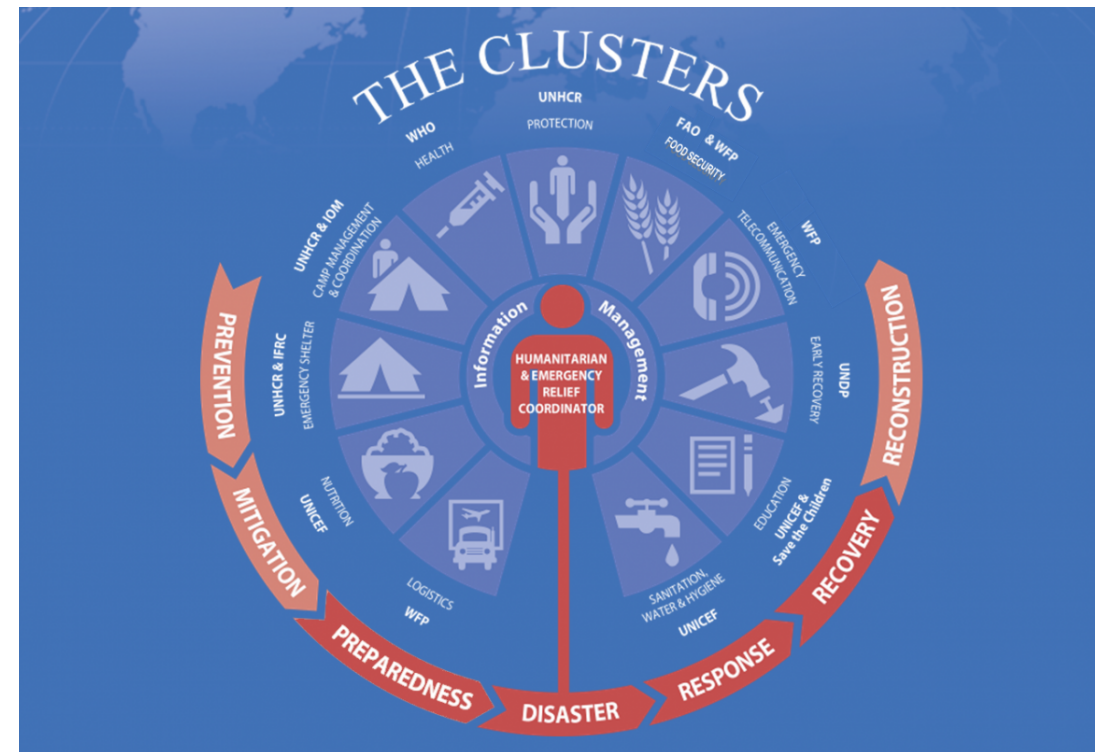 THE CLUSTERS
UNHCR
PROTECTION
WHO
HEALTH
FAO & WFP
FOOD SECURITY
UNHCR & IOM
CAMP MANAGEMENT
& COORDINATION
WFP
EMERGENCY
TELECOMMUNICATION
UNHCR & IFRC
EMERGENCY SHELTER
EARLY RECOVERY
UNDP
NUTRITION
UNICEF
EDUCATION
UNICEF &
Save the Children
LOGISTICS
WFP
SANITATION,
WATER & HYGIENE
UNICEF
Information Management
HUMANITARIAN
& EMERGENCY
RELIEF
COORDINATOR
PREVENTION
MITIGATION
PREPAREDNESS
DISASTER
RESPONSE
RECOVERY
RECONSTRUCTION